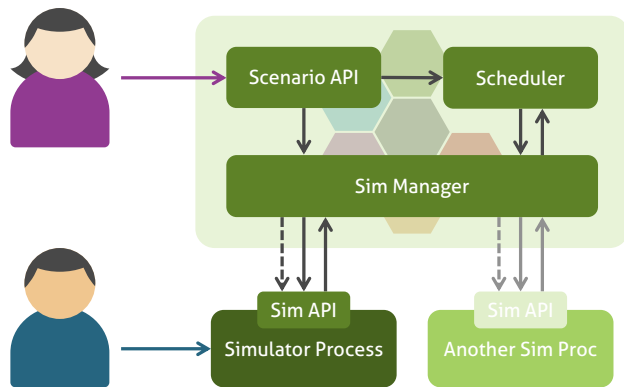 Scenario API
Scheduler
Sim Manager
Sim API
Sim API
Simulator Process
Another Sim Proc